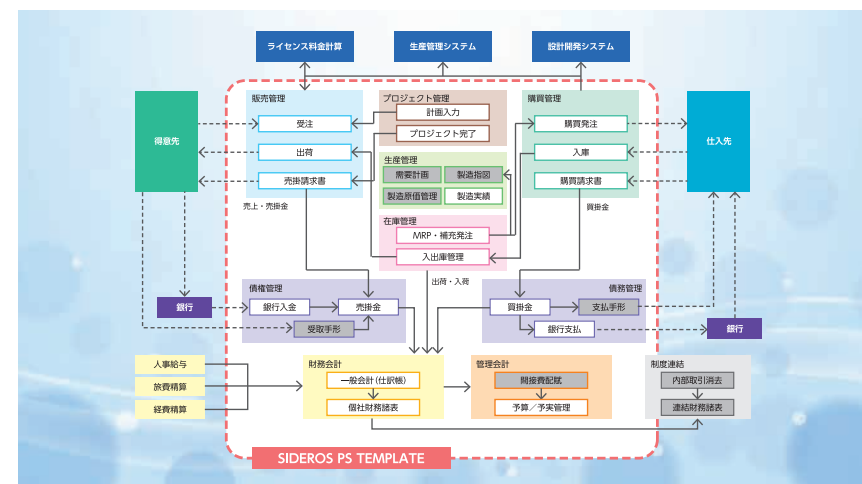 ライセンス料金計算
生産管理システム
設計開発システム
販売管理
受注
出荷
売掛請求書
プロジェクト管理
計画入力
プロジェクト完了
購買管理
購買発注
入庫
購買請求書
得意先
仕入先
生産管理
需要計画
製造指図
製造原価管理
製造実績
売上・売掛金
買掛金
在庫管理
MRP・補充発注
入出庫管理
出荷・入荷
債権管理
銀行入金
売掛金
受取手形
債務管理
買掛金
支払手形
銀行支払
銀行
銀行
人事給与
旅費精算
経費精算
財務会計
一般会計(仕訳帳)
個社財務諸表
管理会計
間接費配賦
予算/予実管理
制度連結
内部取引消去
連結財務諸表
SIDEROS PS TEMPLATE